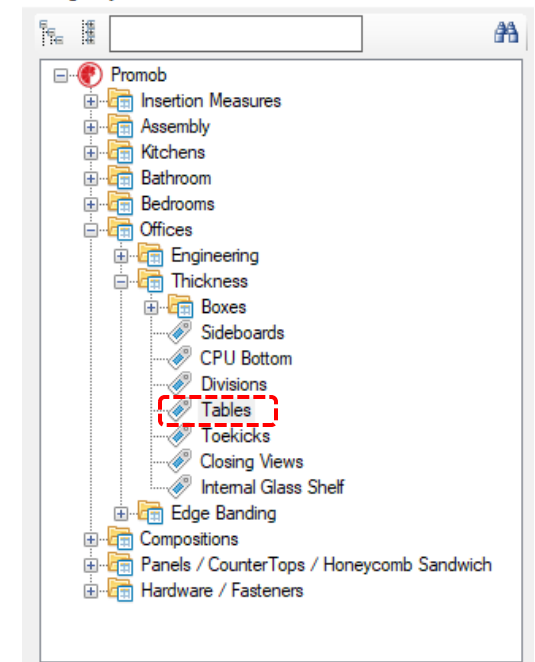 Promob
Insertion Measures
Assembly
Kitchens
Bathroom
Bedrooms
Offices
Engineering
Thickness
Boxes
Sideboards
CPU Bottom
Divisions
Tables
Toekicks
Closing Views
Internal Glass Shelf
Edge Banding
Compositions
Panels / CounterTops / Honeycomb Sandwich
Hardware / Fasteners